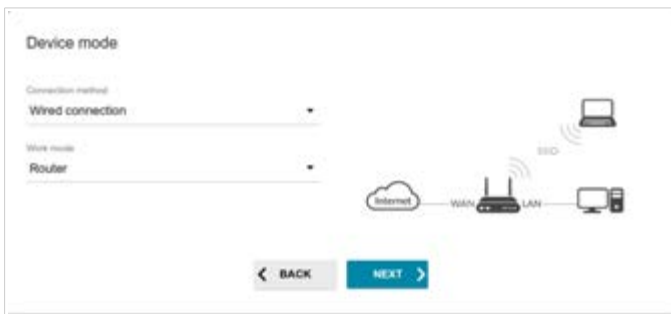 Device mode
Connection method
Wired connection
Work mode
Router
SSID
Internet
WAN
LAN
BACK
NEXT